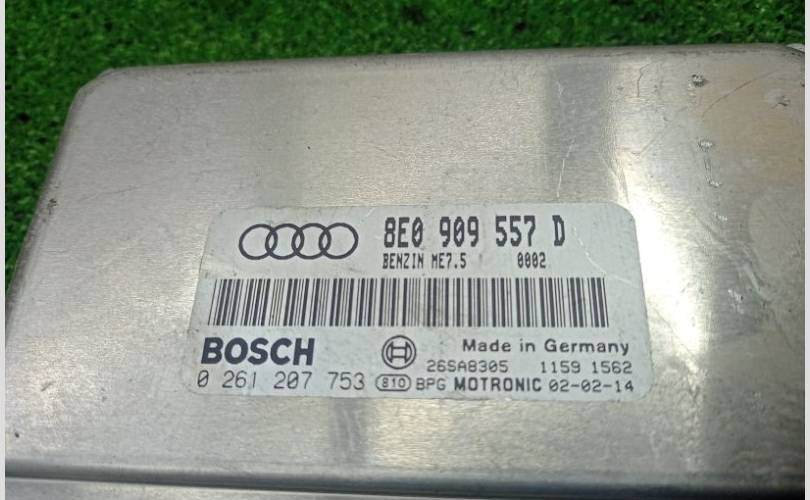 8E0 909 557 D
BENZIN ME7.5 0002
BOSCH
Made in Germany
26SA8305 1159 1562
0 261 207 753 810 BPG MOTRONIC 02-02-14